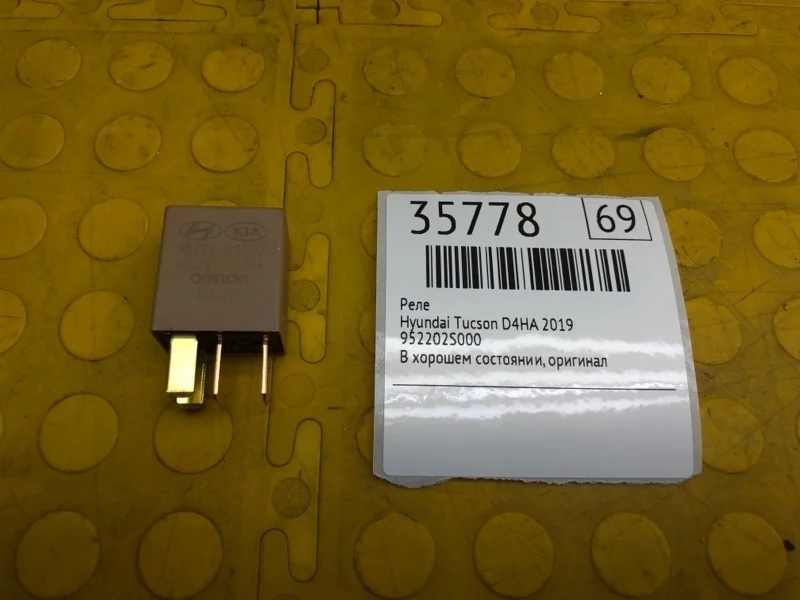 KIA
OMRON
35778
69
Реле
Hyundai Tucson D4HA 2019
952202S000
В хорошем состоянии, оригинал